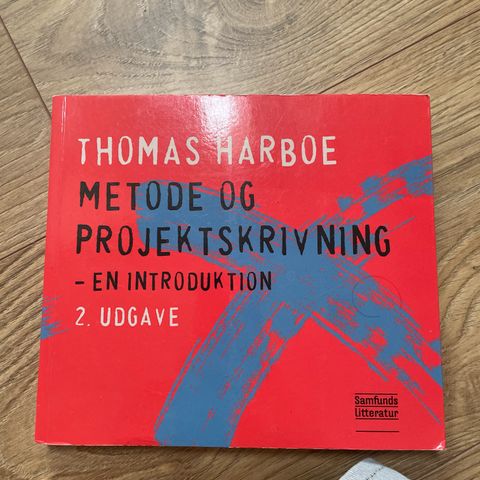 THOMAS HARBOE
METODE OG
PROJEKTSKRIVNING
– EN INTRODUKTION
2. UDGAVE
Samfunds
Litteratur